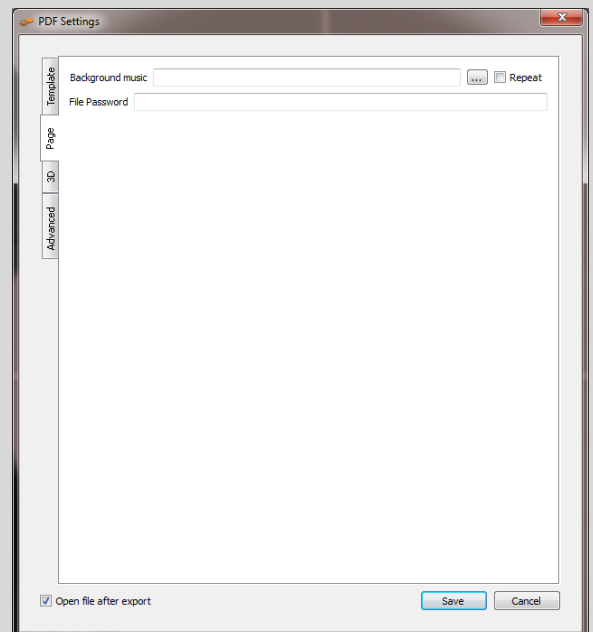 PDF Settings
Template
Page
3D
Advanced
Background music ... Repeat
File Password
Open file after export Save Cancel